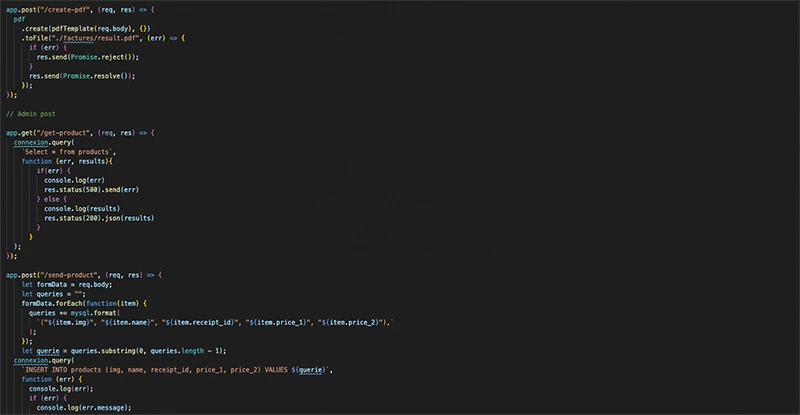 app.post("/create-pdf", (req, res) => {
pdf
.create(pdfTemplate(req.body), {})
.toFile("./factures/result.pdf", (err) => {
if (err) {
res.send(Promise.reject());
}
res.send(Promise.resolve());
});
});
// Admin post
app.get("/get-product", (req, res) => {
connexion.query(
`Select * from products`,
function (err, results){
if(err) {
console.log(err)
res.status(500).send(err)
} else {
console.log(results)
res.status(200).json(results)
}
}
);
});
app.post("/send-product", (req, res) => {
let formData = req.body;
let queries = "";
formData.forEach(function(item) {
queries += mysql.format(
`("${item.img}", "${item.name}", "${item.receipt_id}", "${item.price_1}", "${item.price_2}"),`
);
});
let querie = queries.substring(0, queries.length - 1);
connexion.query(
`INSERT INTO products (img, name, receipt_id, price_1, price_2) VALUES ${querie}`,
function (err) {
console.log(err);
if (err) {
console.log(err.message);